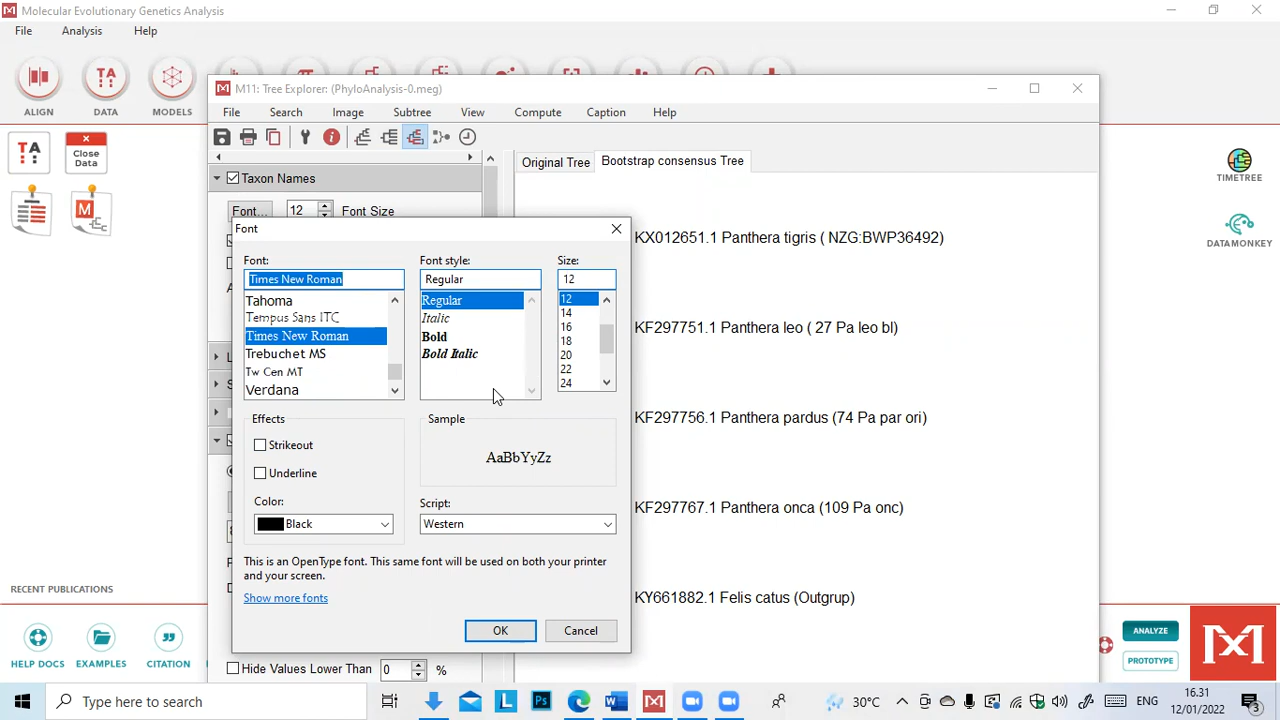 Molecular Evolutionary Genetics Analysis
File Analysis Help
ALIGN DATA MODELS
TA
Close Data
TIMETREE
DATAMONKEY
M11: Tree Explorer: (PhyloAnalysis-0.meg)
File Search Image Subtree View Compute Caption Help
Original Tree Bootstrap consensus Tree
Taxon Names
Font... 12 Font Size
Font
Font: Font style: Size:
Times New Roman Regular 12
Tahoma
Tempus Sans ITC
Times New Roman
Trebuchet MS
Tw Cen MT
Verdana
Regular
Italic
Bold
Bold Italic
12
14
16
18
20
22
24
Effects
Strikeout
Underline
Color:
Black
Sample
AaBbYyZz
Script:
Western
This is an OpenType font. This same font will be used on both your printer
and your screen.
Show more fonts
OK Cancel
Hide Values Lower Than 0 %
KX012651.1 Panthera tigris ( NZG:BWP36492)
KF297751.1 Panthera leo ( 27 Pa leo bl)
KF297756.1 Panthera pardus (74 Pa par ori)
KF297767.1 Panthera onca (109 Pa onc)
KY661882.1 Felis catus (Outgrup)
RECENT PUBLICATIONS
HELP DOCS EXAMPLES CITATION
ANALYZE
PROTOTYPE
Type here to search
30°C ENG
16.31
12/01/2022
3